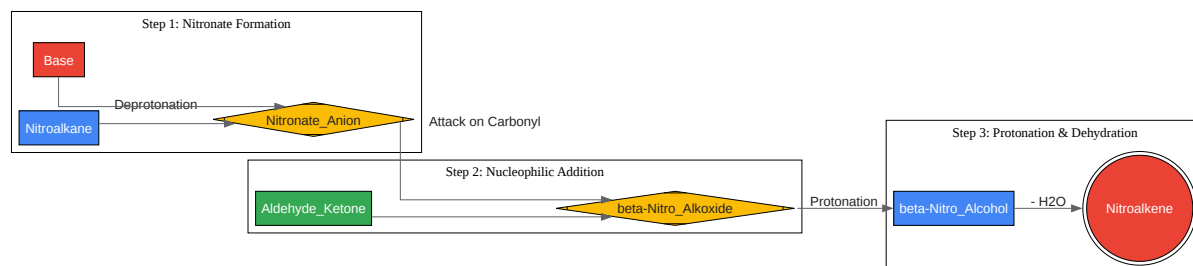 Step 1: Nitronate Formation
Base
Deprotonation
Nitroalkane
Nitronate_Anion
Attack on Carbonyl
Step 2: Nucleophilic Addition
Aldehyde_Ketone
beta-Nitro_Alkoxide
Protonation
Step 3: Protonation & Dehydration
beta-Nitro_Alcohol
- H2O
Nitroalkene